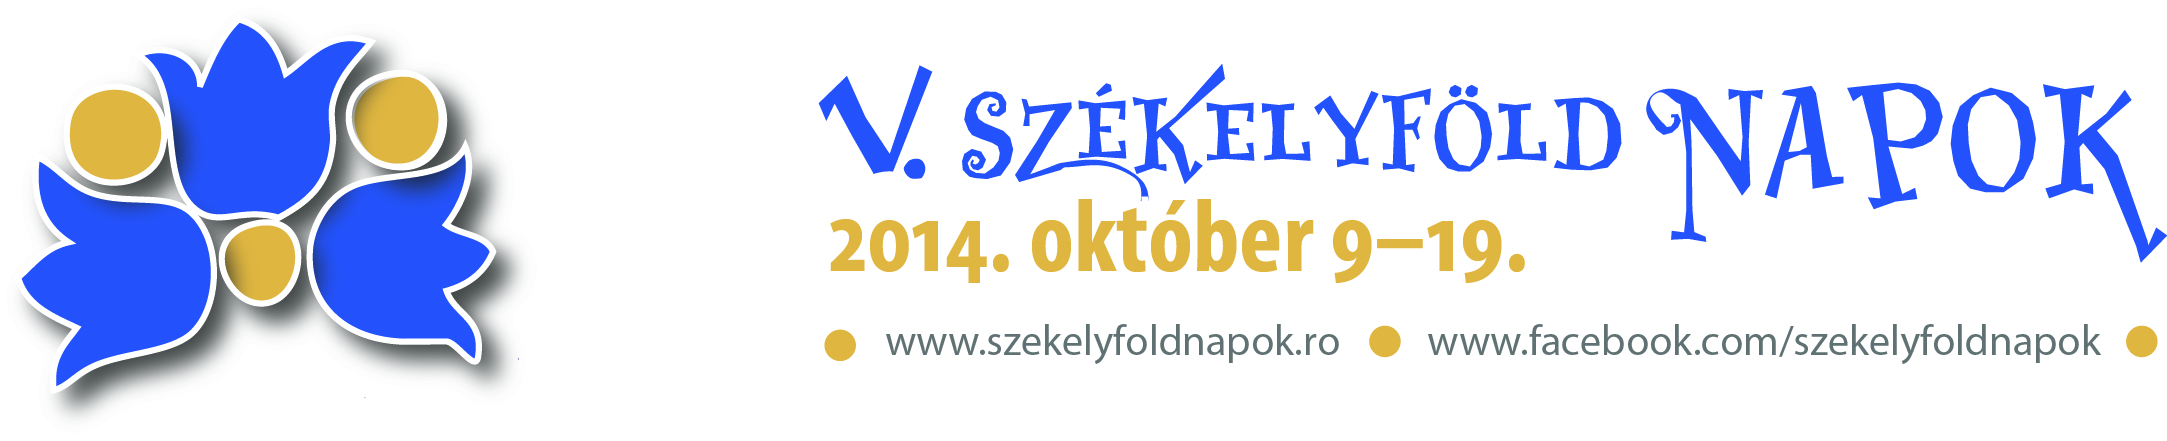 V. SZÉKELYFÖLD NAPOK
2014. október 9–19.
• www.szekelyfoldnapok.ro • www.facebook.com/szekelyfoldnapok •